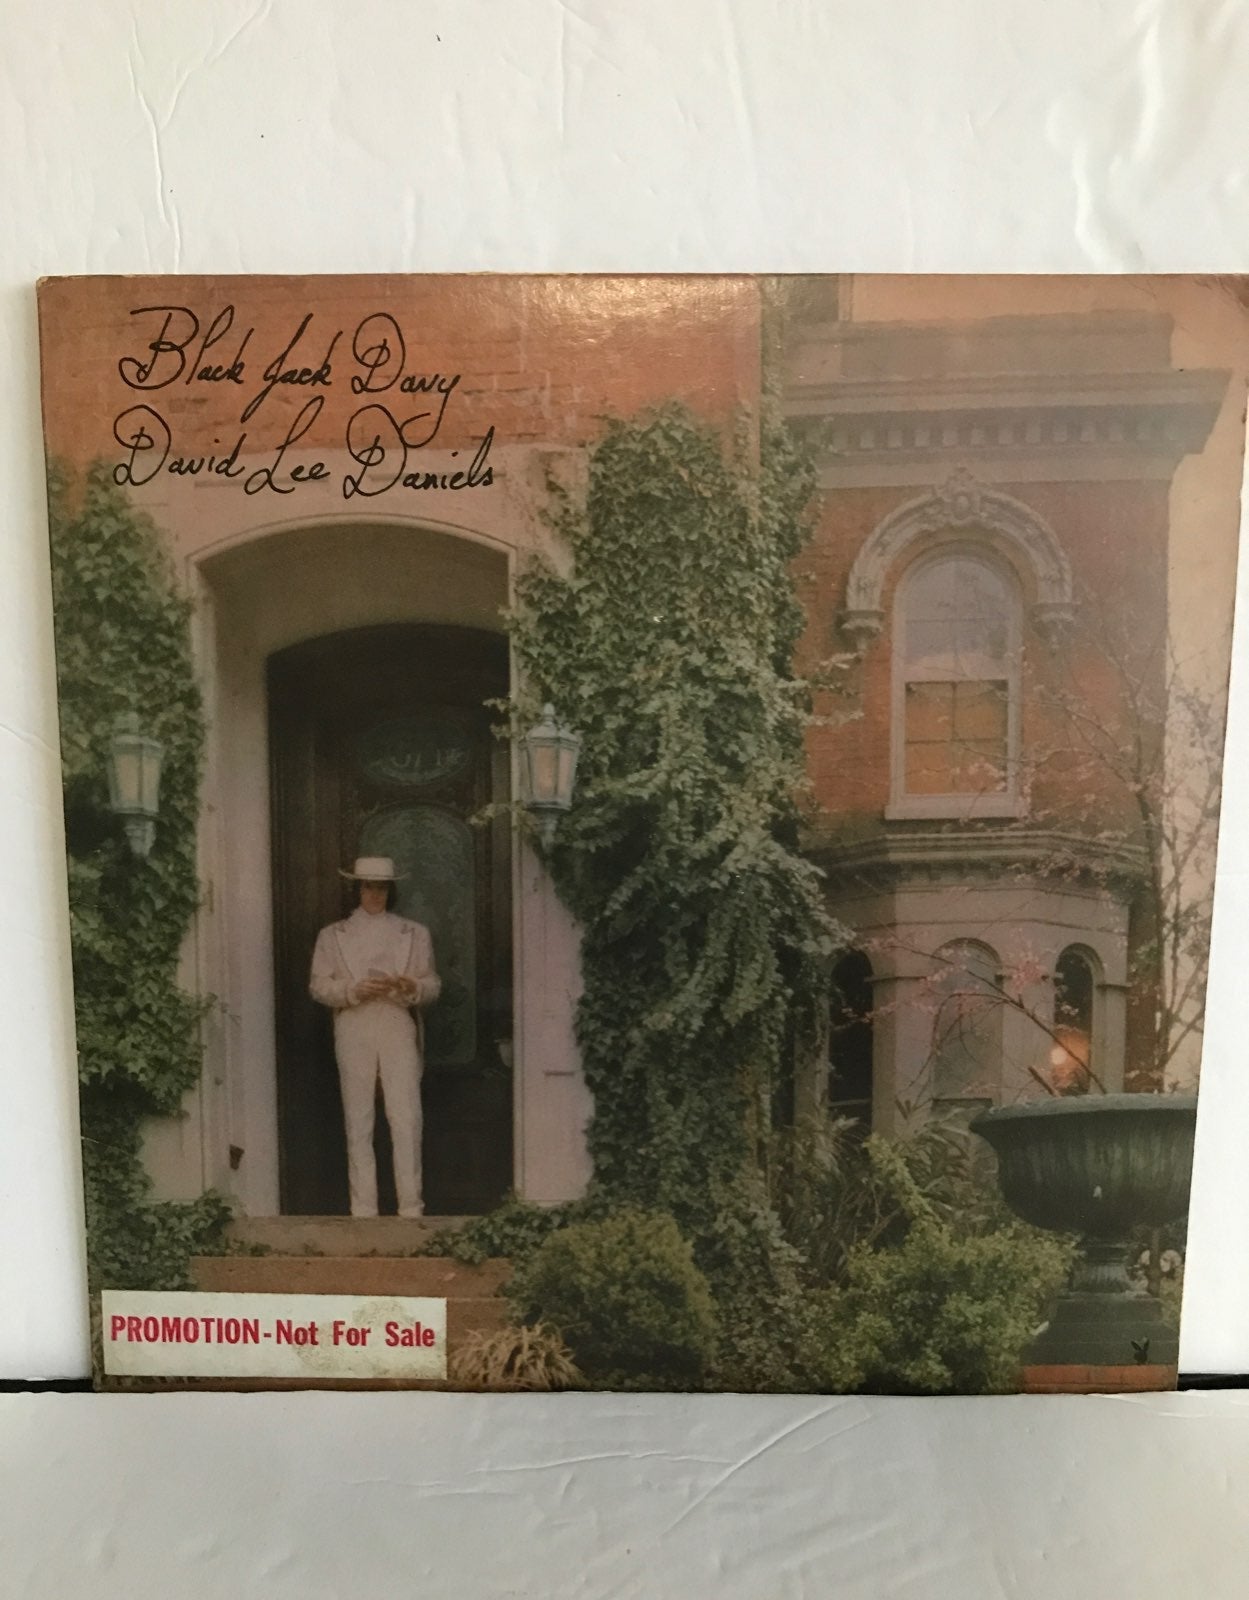 Black Jack Davy
David Lee Daniels
PROMOTION-Not For Sale